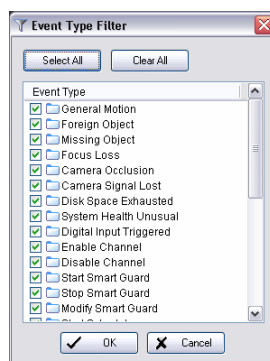 Event Type Filter
Select All Clear All
Event Type
General Motion
Foreign Object
Missing Object
Focus Loss
Camera Occlusion
Camera Signal Lost
Disk Space Exhausted
System Health Unusual
Digital Input Triggered
Enable Channel
Disable Channel
Start Smart Guard
Stop Smart Guard
Modify Smart Guard
OK Cancel